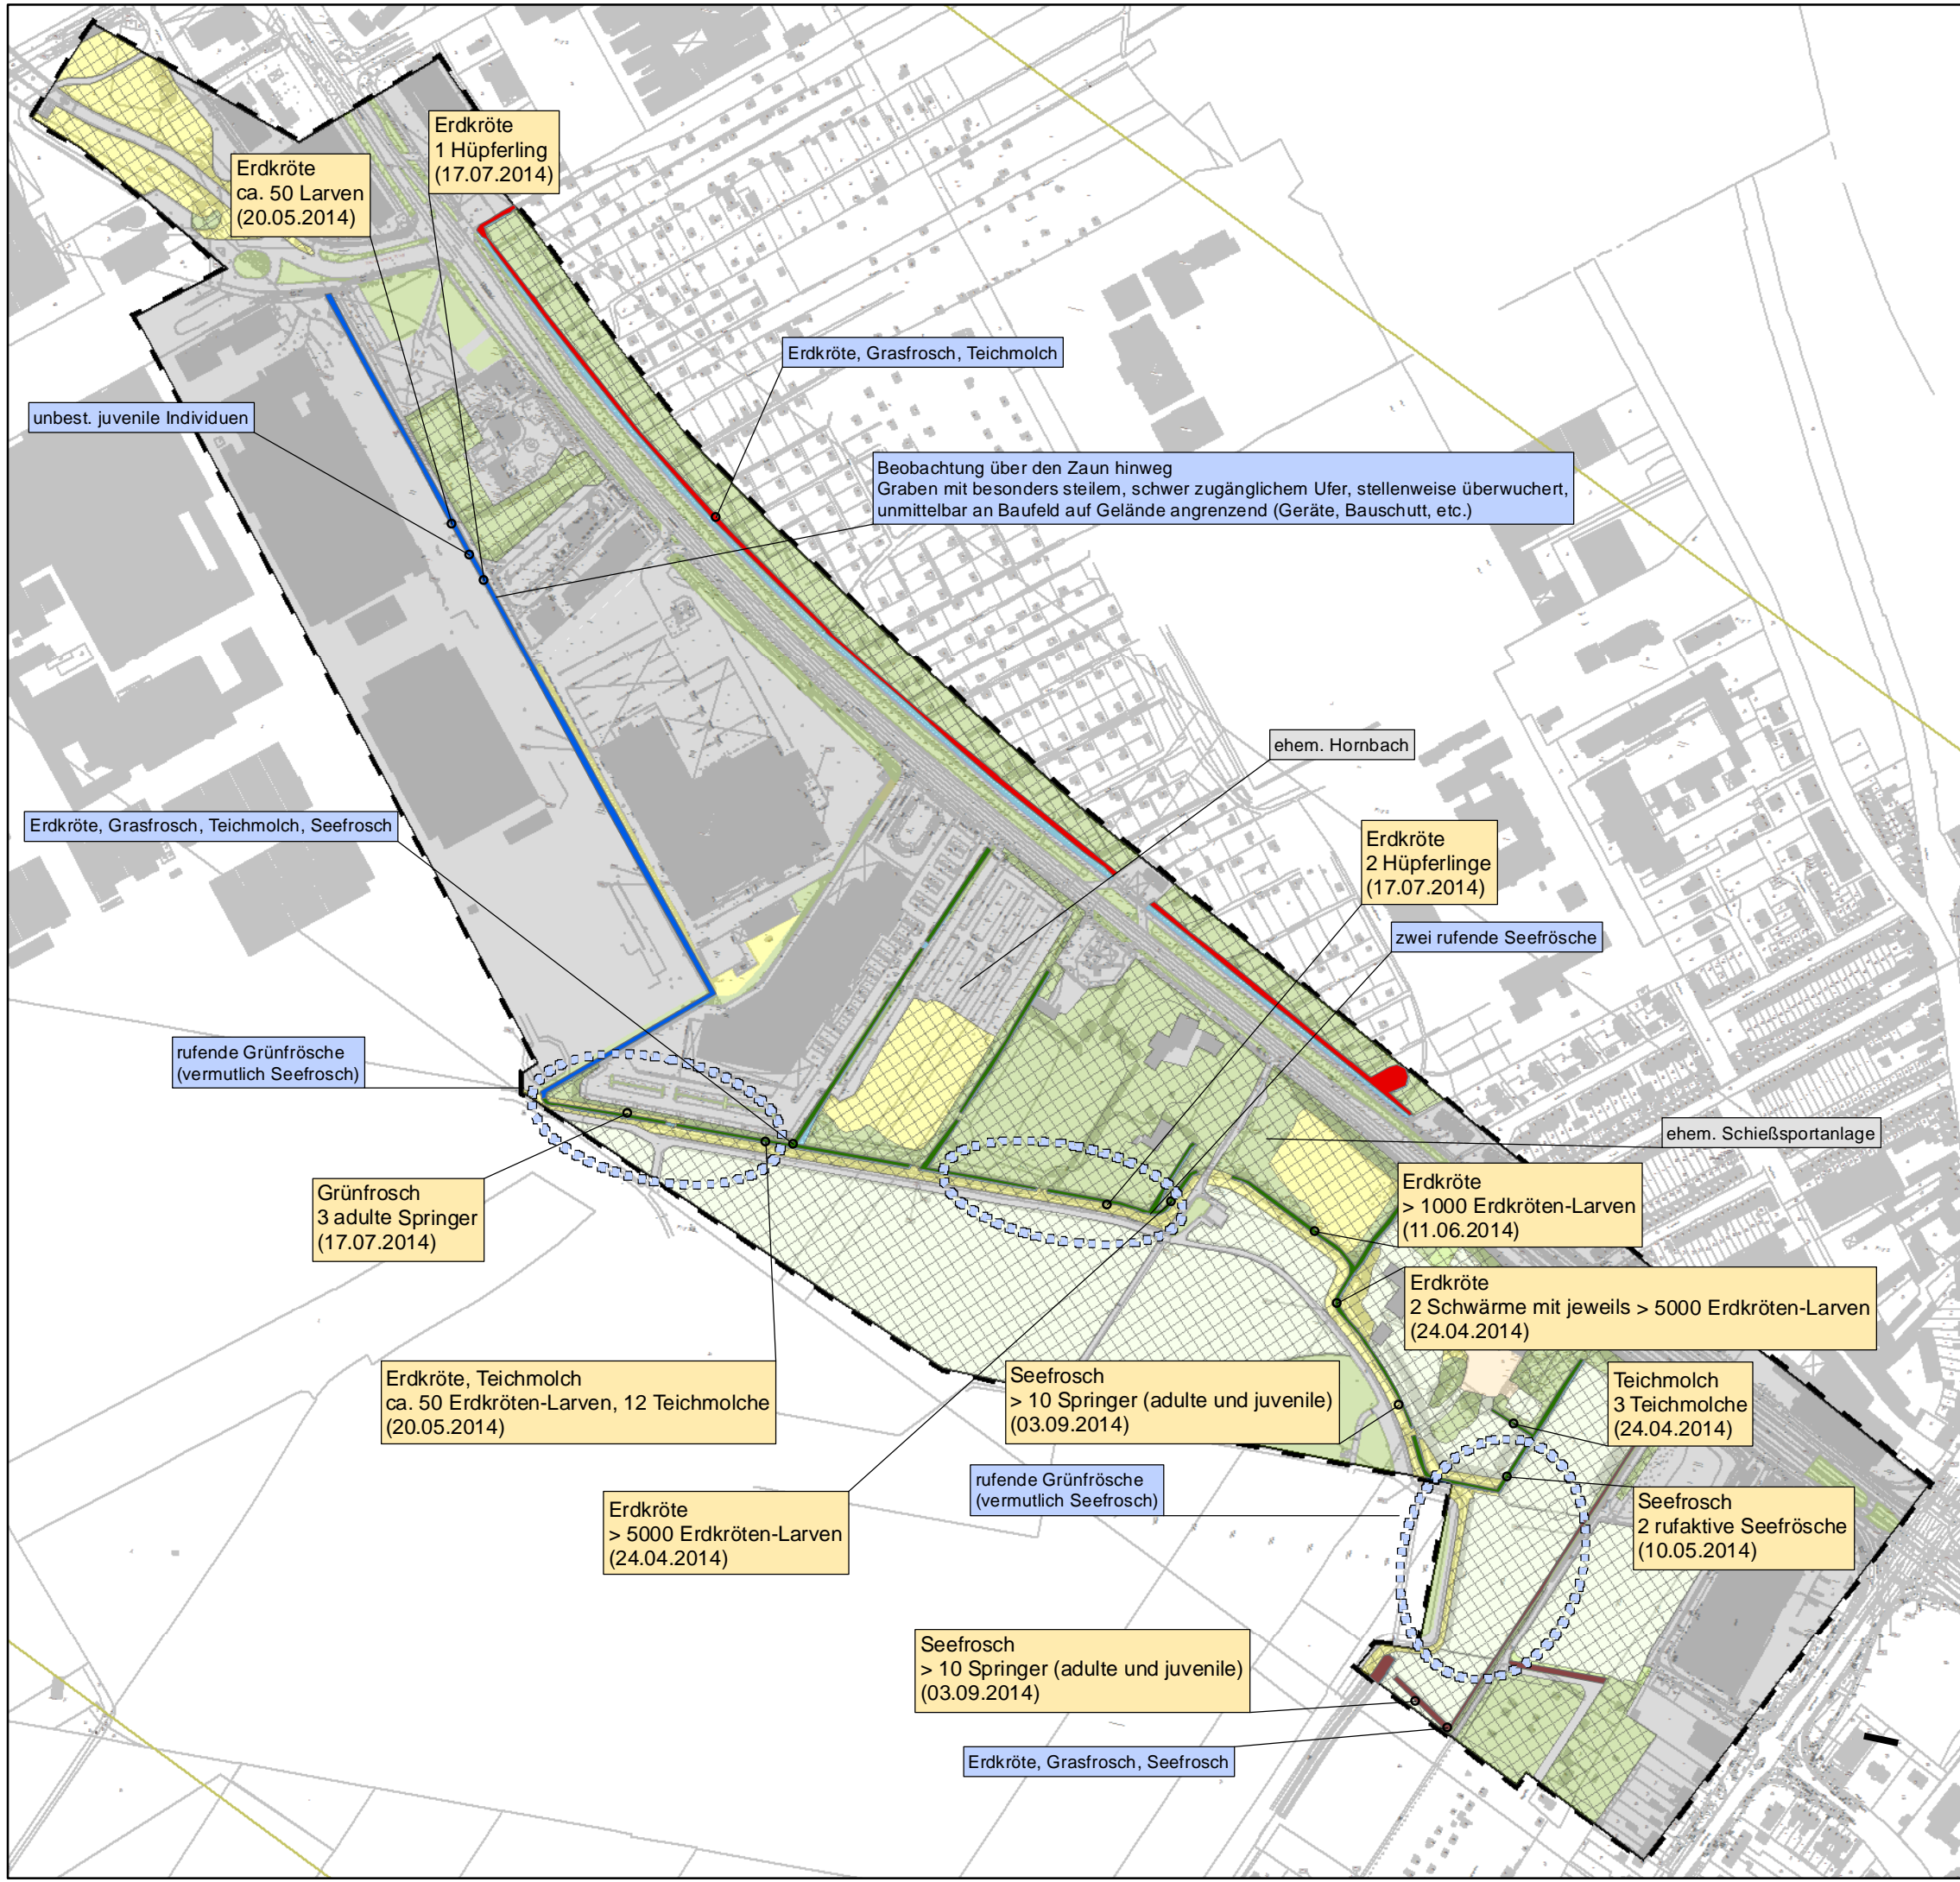 Erdkröte
1 Hüpferling
(17.07.2014)
Erdkröte
ca. 50 Larven
(20.05.2014)
Erdkröte, Grasfrosch, Teichmolch
unbest. juvenile Individuen
Beobachtung über den Zaun hinweg
Graben mit besonders steilem, schwer zugänglichem Ufer, stellenweise überwuchert,
unmittelbar an Baufeld auf Gelände angrenzend (Geräte, Bauschutt, etc.)
ehem. Hornbach
Erdkröte, Grasfrosch, Teichmolch, Seefrosch
Erdkröte
2 Hüpferlinge
(17.07.2014)
zwei rufende Seefrösche
rufende Grünfrösche
(vermutlich Seefrosch)
ehem. Schießsportanlage
Grünfrosch
3 adulte Springer
(17.07.2014)
Erdkröte
> 1000 Erdkröten-Larven
(11.06.2014)
Erdkröte
2 Schwärme mit jeweils > 5000 Erdkröten-Larven
(24.04.2014)
Erdkröte, Teichmolch
ca. 50 Erdkröten-Larven, 12 Teichmolche
(20.05.2014)
Seefrosch
> 10 Springer (adulte und juvenile)
(03.09.2014)
Teichmolch
3 Teichmolche
(24.04.2014)
rufende Grünfrösche
(vermutlich Seefrosch)
Erdkröte
> 5000 Erdkröten-Larven
(24.04.2014)
Seefrosch
2 rufaktive Seefrösche
(10.05.2014)
Seefrosch
> 10 Springer (adulte und juvenile)
(03.09.2014)
Erdkröte, Grasfrosch, Seefrosch